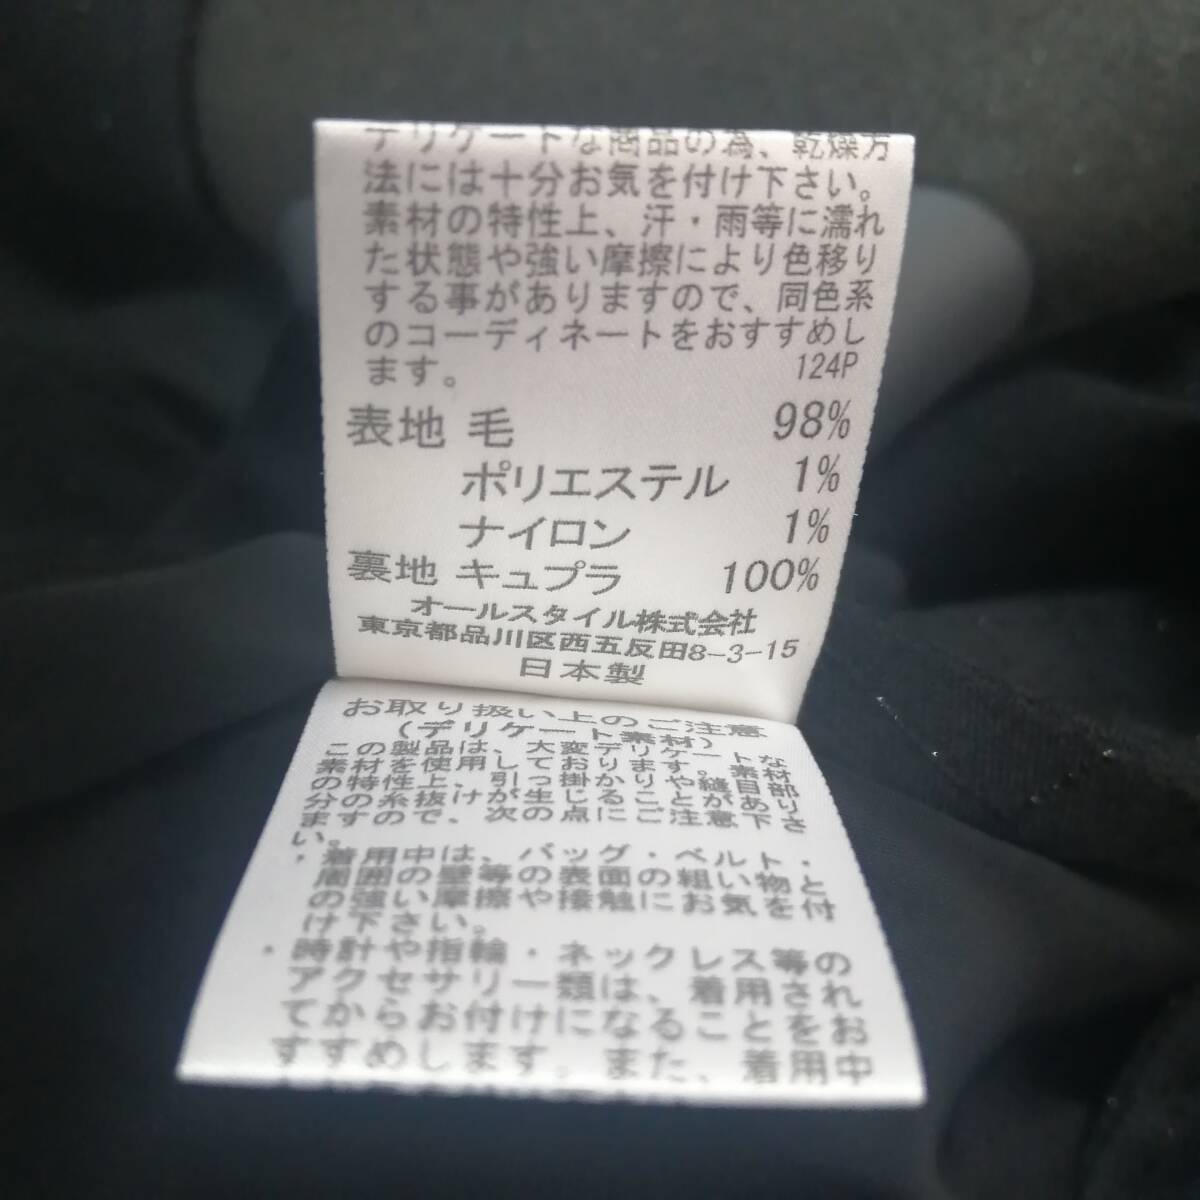 デリケートな商品の為、乾燥方
法には十分お気を付け下さい。
素材の特性上、汗・雨等に濡れ
た状態や強い摩擦により色移り
する事がありますので、同色系
のコーディネートをおすすめし
ます。 124P
表地 毛 98%
ポリエステル 1%
ナイロン 1%
裏地 キュプラ 100%
オールスタイル株式会社
東京都品川区西五反田8-3-15
日本製
お取り扱い上のご注意
(デリケート素材)
この製品は、大変デリケートな
素材を使用しております。素材
の特性上、引っ掛かりや縫目部
分の糸抜けが生じることがあり
ますので、次の点にご注意下さ
い。
・着用中は、バッグ・ベルト・
周囲の壁等の表面の粗い物と
の強い摩擦や接触にお気を付
け下さい。
・時計や指輪・ネックレス等の
アクセサリー類は、着用され
てからお付けになることをお
すすめします。また、着用中